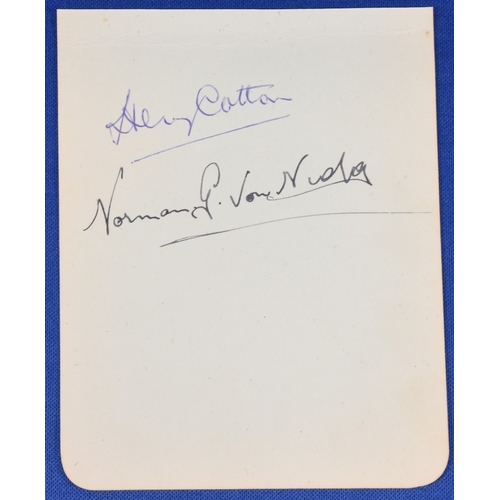 Henry Cotton
Norman G. Von Nida